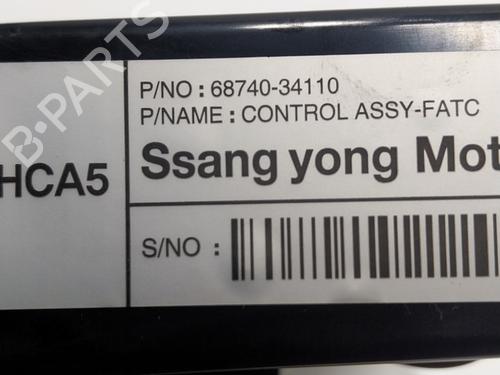 P/NO : 68740-34110
P/NAME : CONTROL ASSY-FATC
HCA5
Ssang yong Mot
S/NO :
B-PARTS